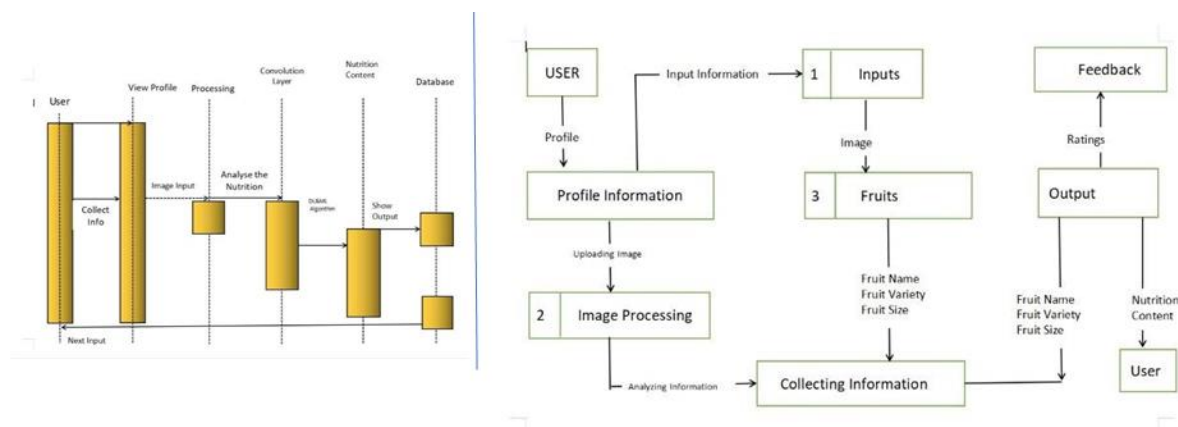 User
View Profile
Processing
Convolution
Layer
Nutrition
Content
Database
Collect
Info
Image Input
Analyse the
Nutrition
Algorithm
Show
Output
Next Input
USER
Profile
Profile Information
Uploading Image
2
Image Processing
Analyzing Information
Input Information
1
Inputs
Image
3
Fruits
Fruit Name
Fruit Variety
Fruit Size
Collecting Information
Feedback
Ratings
Output
Fruit Name
Fruit Variety
Fruit Size
Nutrition
Content
User